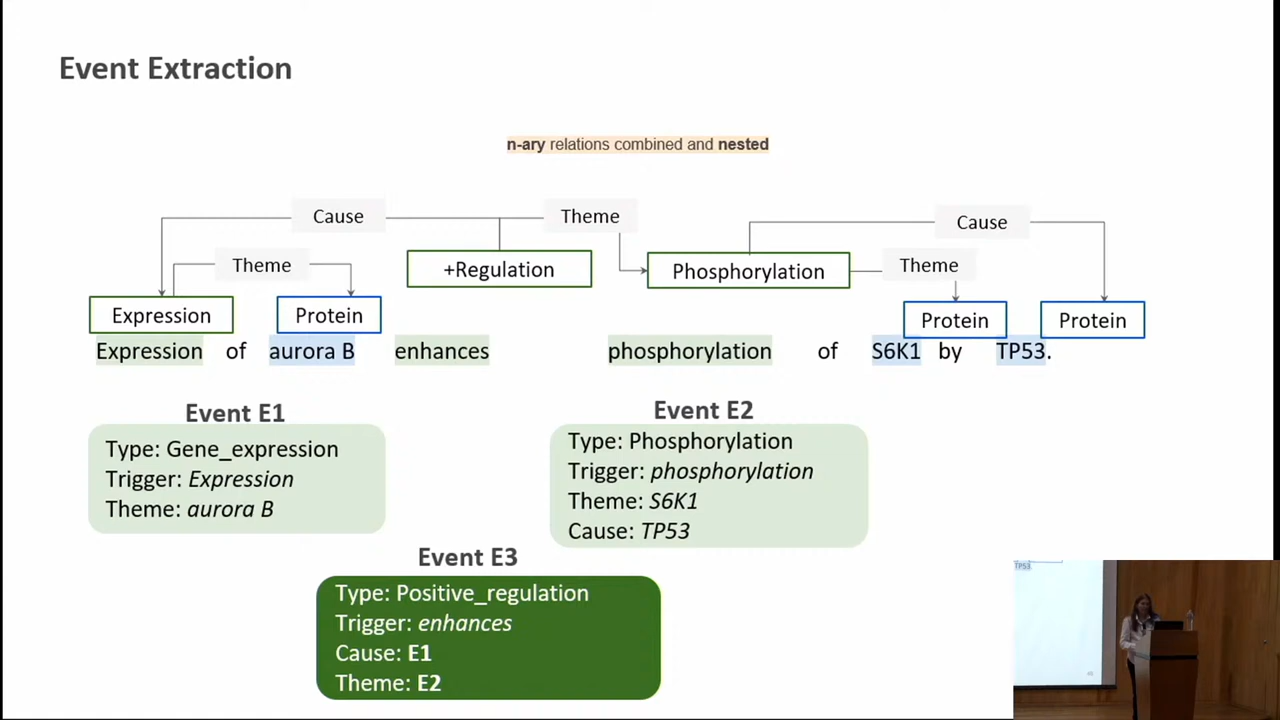 Event Extraction
n-ary relations combined and nested
Cause Theme Cause
Theme +Regulation Phosphorylation Theme
Expression Protein Protein Protein
Expression of aurora B enhances phosphorylation of S6K1 by TP53.
Event E1
Type: Gene_expression
Trigger: Expression
Theme: aurora B
Event E2
Type: Phosphorylation
Trigger: phosphorylation
Theme: S6K1
Cause: TP53
Event E3
Type: Positive_regulation
Trigger: enhances
Cause: E1
Theme: E2
TP53